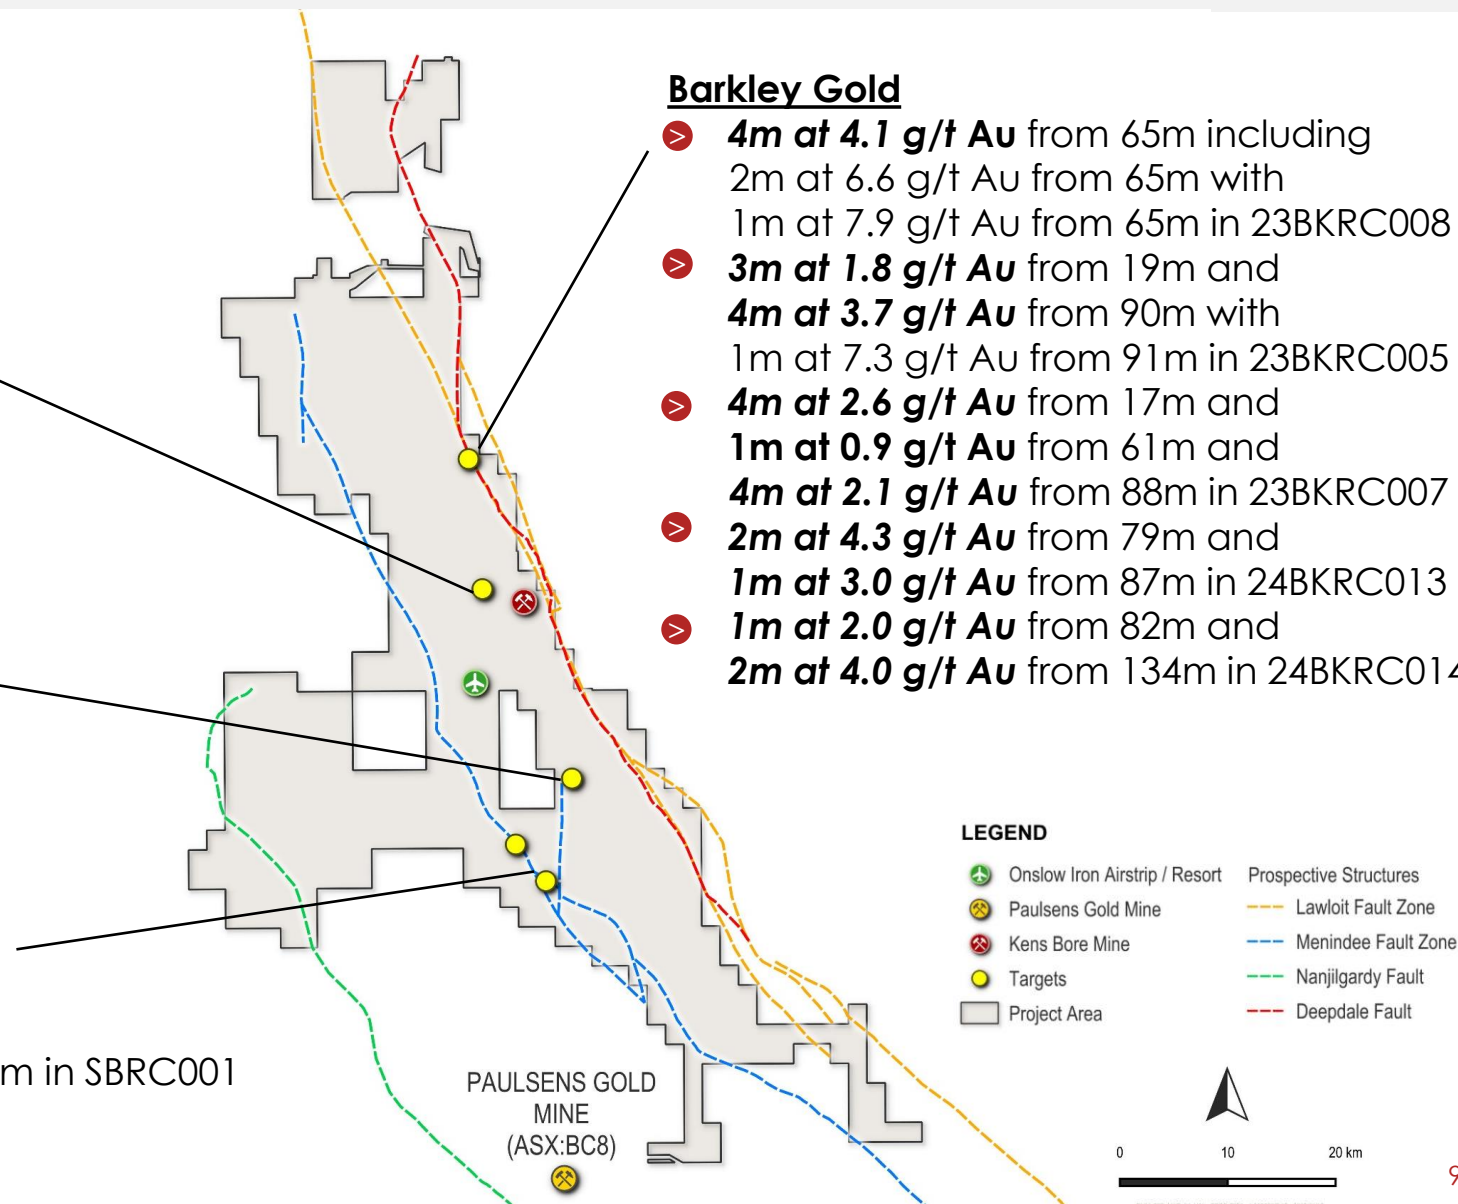 Barkley Gold
> 4m at 4.1 g/t Au from 65m including
2m at 6.6 g/t Au from 65m with
1m at 7.9 g/t Au from 65m in 23BKRC008
> 3m at 1.8 g/t Au from 19m and
4m at 3.7 g/t Au from 90m with
1m at 7.3 g/t Au from 91m in 23BKRC005
> 4m at 2.6 g/t Au from 17m and
1m at 0.9 g/t Au from 61m and
4m at 2.1 g/t Au from 88m in 23BKRC007
> 2m at 4.3 g/t Au from 79m and
1m at 3.0 g/t Au from 87m in 24BKRC013
> 1m at 2.0 g/t Au from 82m and
2m at 4.0 g/t Au from 134m in 24BKRC014
LEGEND
Onslow Iron Airstrip / Resort
Paulsens Gold Mine
Kens Bore Mine
Targets
Project Area
Prospective Structures
Lawloit Fault Zone
Menindee Fault Zone
Nanjilgardy Fault
Deepdale Fault
m in SBRC001
PAULSENS GOLD
MINE
(ASX:BC8)
0 10 20 km
9